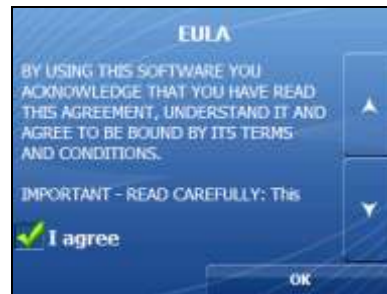 EULA
BY USING THIS SOFTWARE YOU
ACKNOWLEDGE THAT YOU HAVE READ
THIS AGREEMENT, UNDERSTAND IT AND
AGREE TO BE BOUND BY ITS TERMS
AND CONDITIONS.
IMPORTANT - READ CAREFULLY: This
I agree
OK